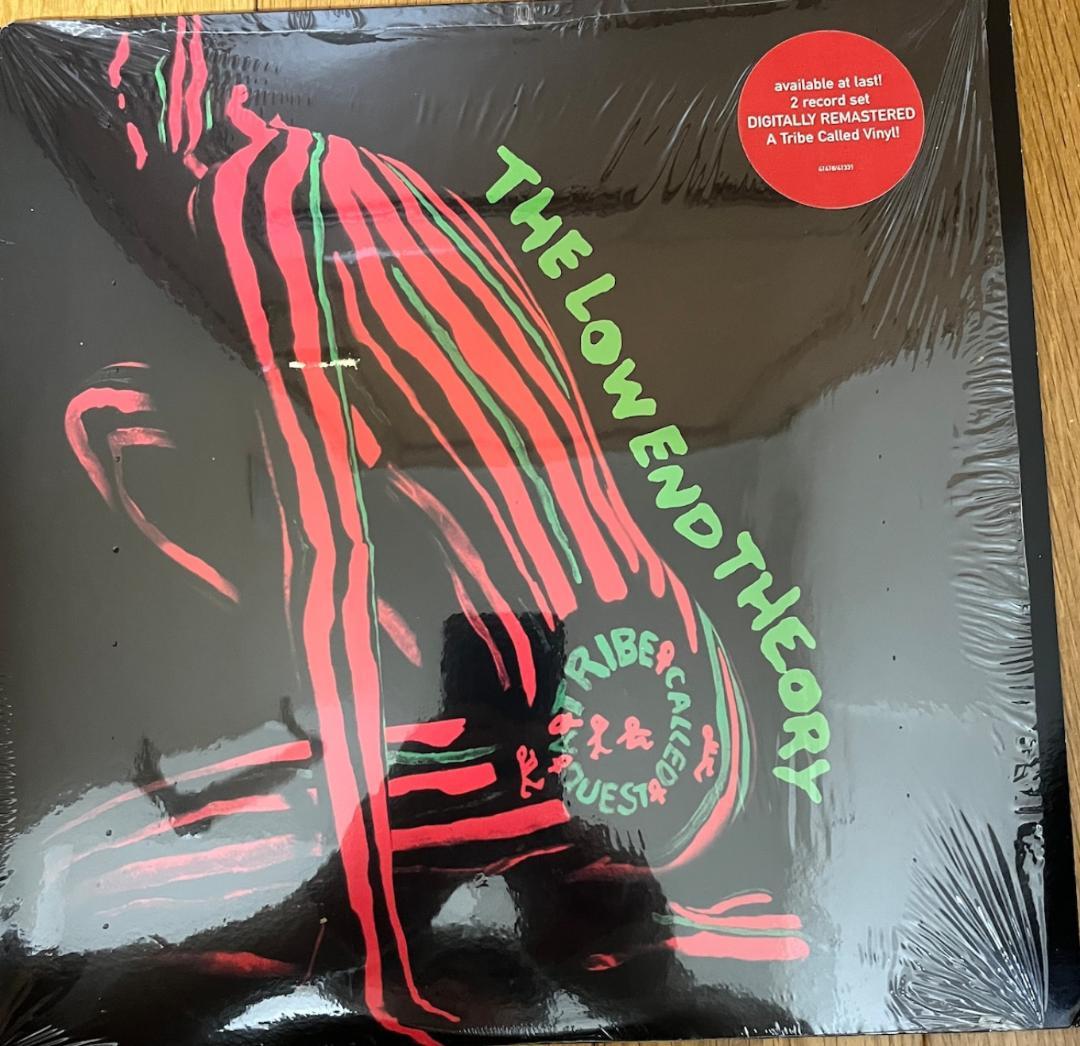 available at last!
2 record set
DIGITALLY REMASTERED
A Tribe Called Vinyl!
THE LOW END THEORY
A TRIBE CALLED QUEST